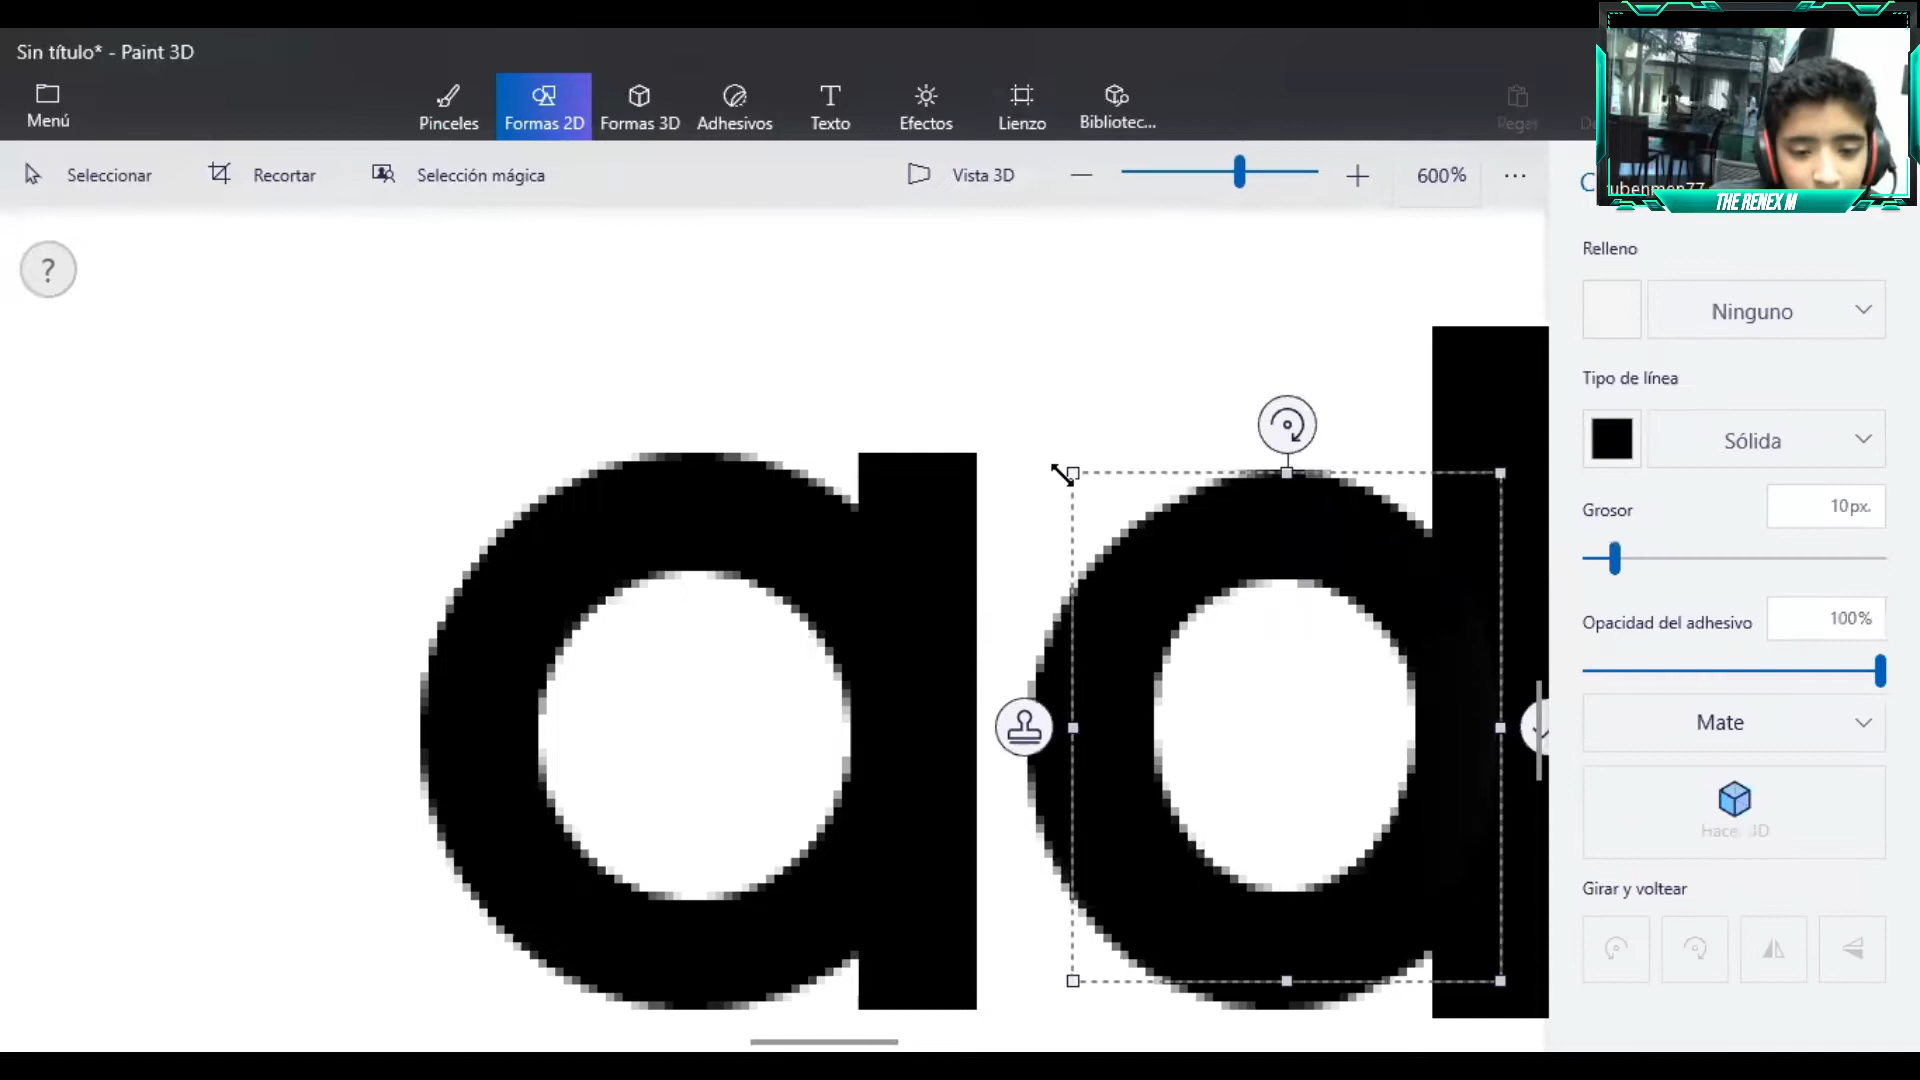 Sin título* - Paint 3D
Menú
Pinceles
Formas 2D
Formas 3D
Adhesivos
Texto
Efectos
Lienzo
Bibliotec...
Pegar
Seleccionar
Recortar
Selección mágica
Vista 3D
600%
THE RENEX M
?
Relleno
Ninguno
Tipo de línea
Sólida
Grosor
10px.
Opacidad del adhesivo
100%
Mate
Hacer 3D
Girar y voltear
ad